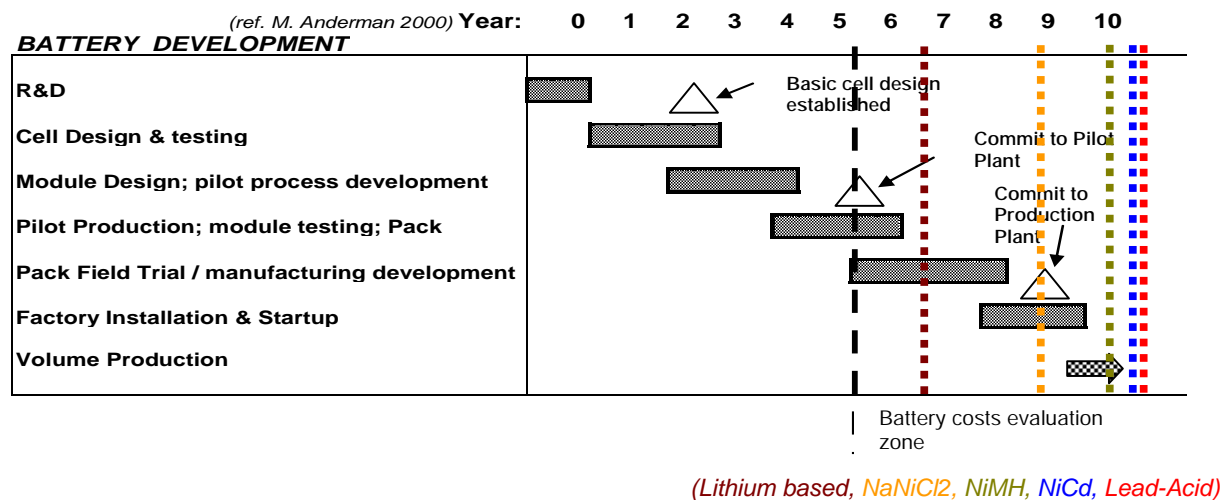 (ref. M. Anderman 2000) Year: 0 1 2 3 4 5 6 7 8 9 10
BATTERY DEVELOPMENT
R&D
Basic cell design
established
Cell Design & testing
Commit to Pilot
Plant
Module Design; pilot process development
Commit to
Production
Plant
Pilot Production; module testing; Pack
Pack Field Trial / manufacturing development
Factory Installation & Startup
Volume Production
Battery costs evaluation
zone
(Lithium based, NaNiCl2, NiMH, NiCd, Lead-Acid)